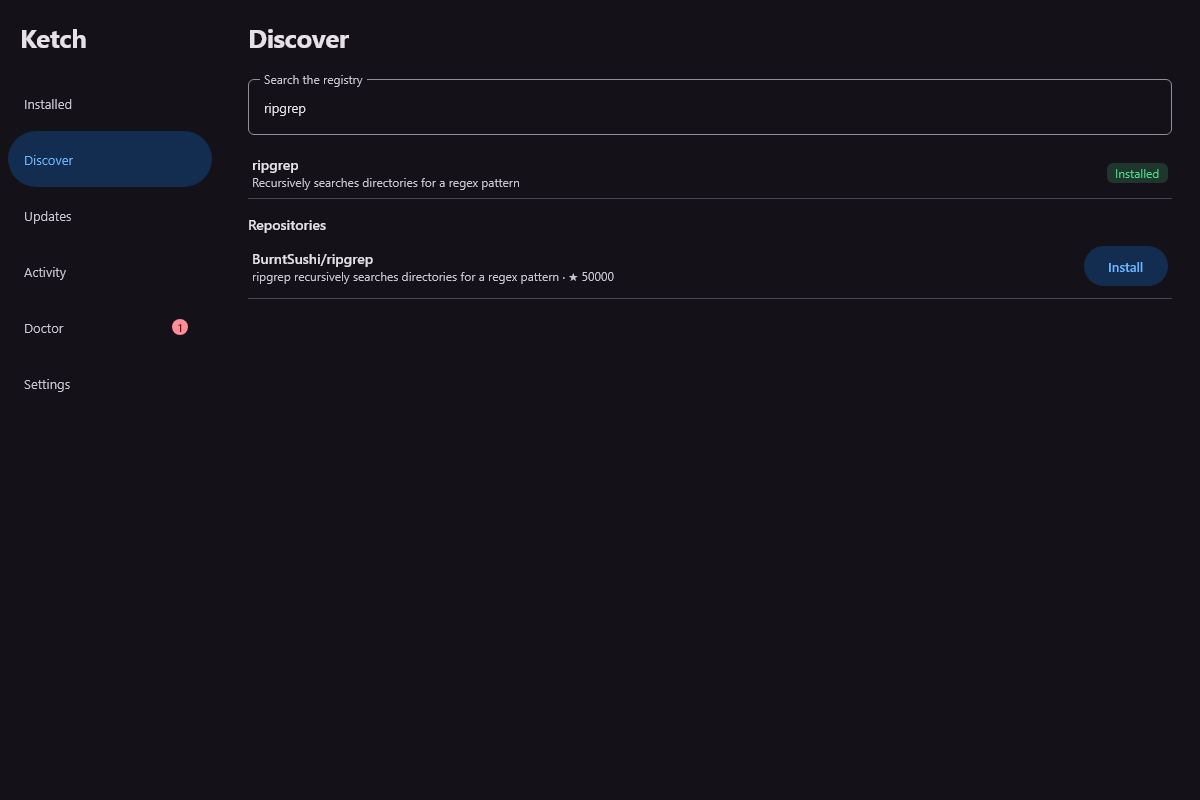 Ketch
Installed
Discover
Updates
Activity
Doctor
1
Settings
Discover
Search the registry
ripgrep
ripgrep
Recursively searches directories for a regex pattern
Installed
Repositories
BurntSushi/ripgrep
ripgrep recursively searches directories for a regex pattern · ★ 50000
Install